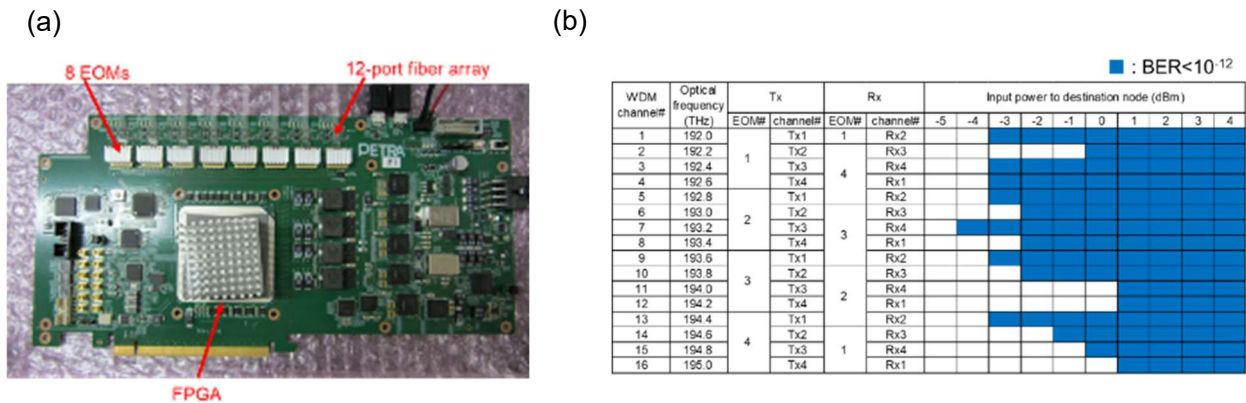 (a)
(b)
8 EOMs
12-port fiber array
PETRA
FPGA
: BER<10-12
WDM channel# Optical frequency (THz) Tx Rx Input power to destination node (dBm)
EOM# channel# EOM# channel# -5 -4 -3 -2 -1 0 1 2 3 4
1 192.0 1 Tx1 1 Rx2
2 192.2 Tx2 4 Rx3
3 192.4 Tx3 Rx4
4 192.6 Tx4 Rx1
5 192.8 2 Tx1 Rx2
6 193.0 Tx2 3 Rx3
7 193.2 Tx3 Rx4
8 193.4 Tx4 Rx1
9 193.6 3 Tx1 Rx2
10 193.8 Tx2 2 Rx3
11 194.0 Tx3 Rx4
12 194.2 Tx4 Rx1
13 194.4 4 Tx1 Rx2
14 194.6 Tx2 1 Rx3
15 194.8 Tx3 Rx4
16 195.0 Tx4 Rx1